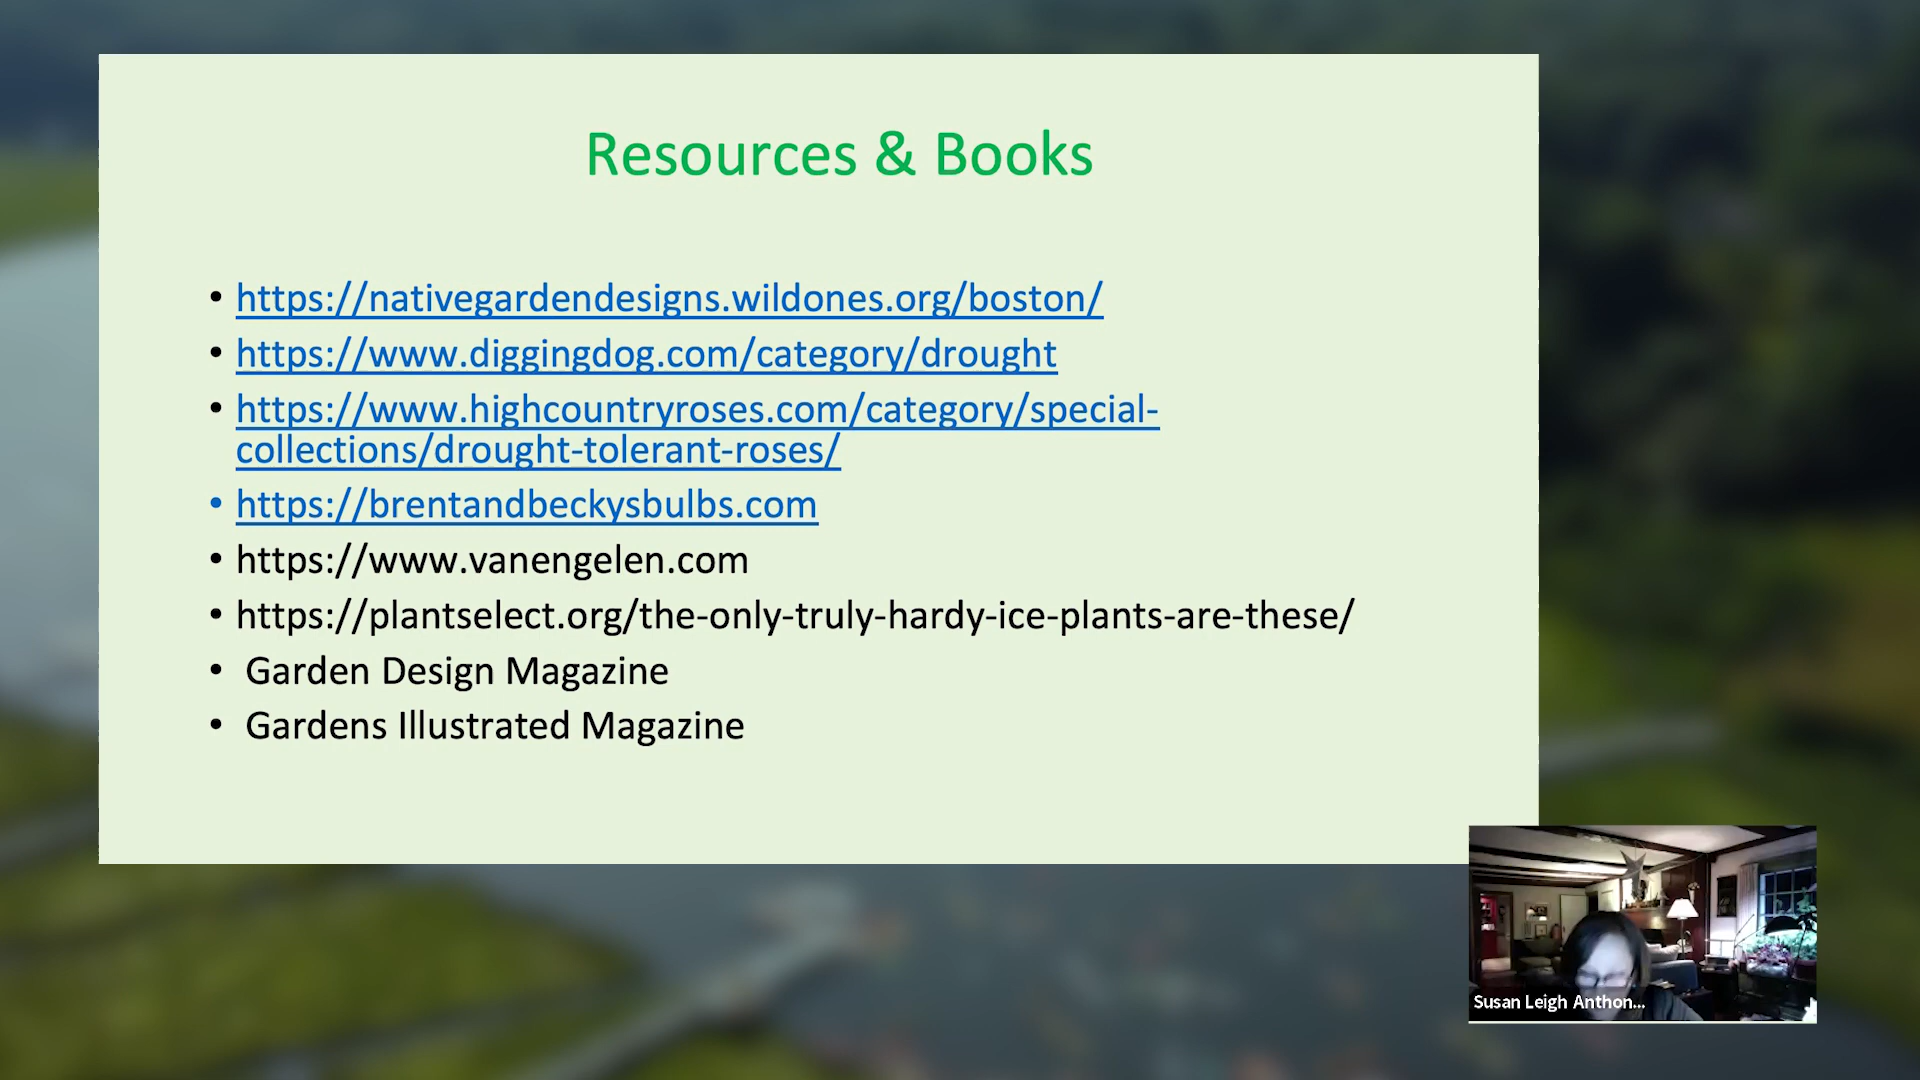 Resources & Books
• https://nativegardendesigns.wildones.org/boston/
• https://www.diggingdog.com/category/drought
• https://www.highcountryroses.com/category/special-
collections/drought-tolerant-roses/
• https://brentandbeckysbulbs.com
• https://www.vanengelen.com
• https://plantselect.org/the-only-truly-hardy-ice-plants-are-these/
• Garden Design Magazine
• Gardens Illustrated Magazine
Susan Leigh Anthon...